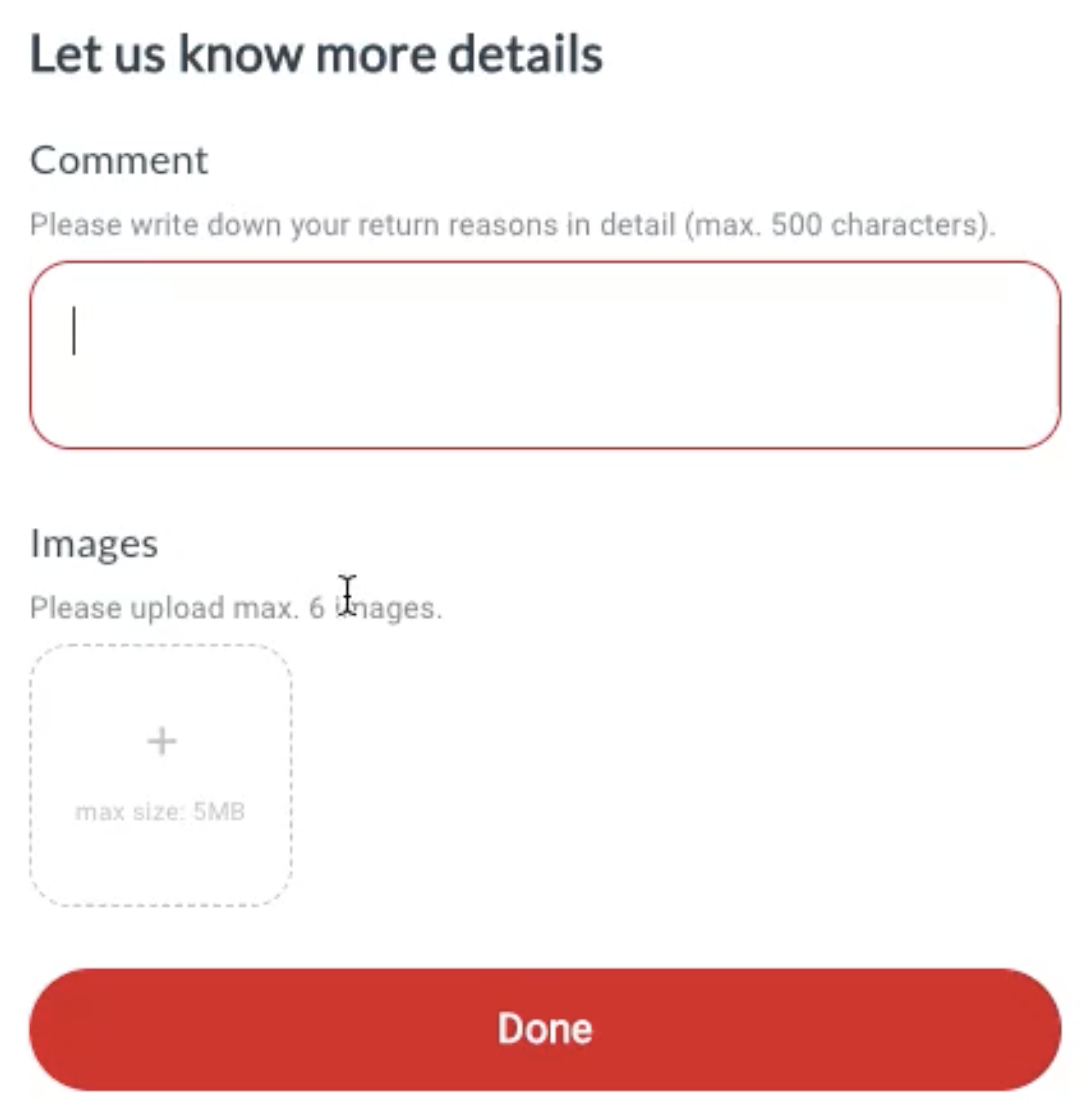 Let us know more details
Comment
Please write down your return reasons in detail (max. 500 characters).
Images
Please upload max. 6 images.
+
max size: 5MB
Done